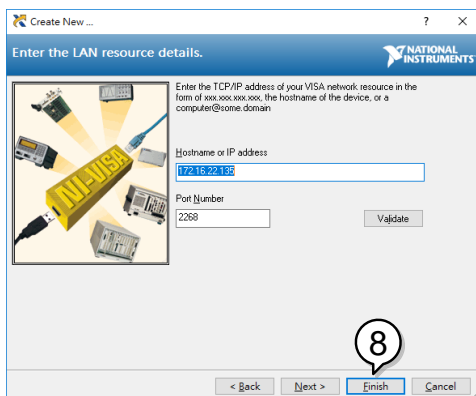 Create New ...
Enter the LAN resource details.
NATIONAL
INSTRUMENTS
Enter the TCP/IP address of your VISA network resource in the
form of xxx.xxx.xxx.xxx, the hostname of the device, or a
computer@some.domain
NI-VISA
Hostname or IP address
172.16.22.135
Port Number
2268
Validate
8
< Back Next > Finish Cancel